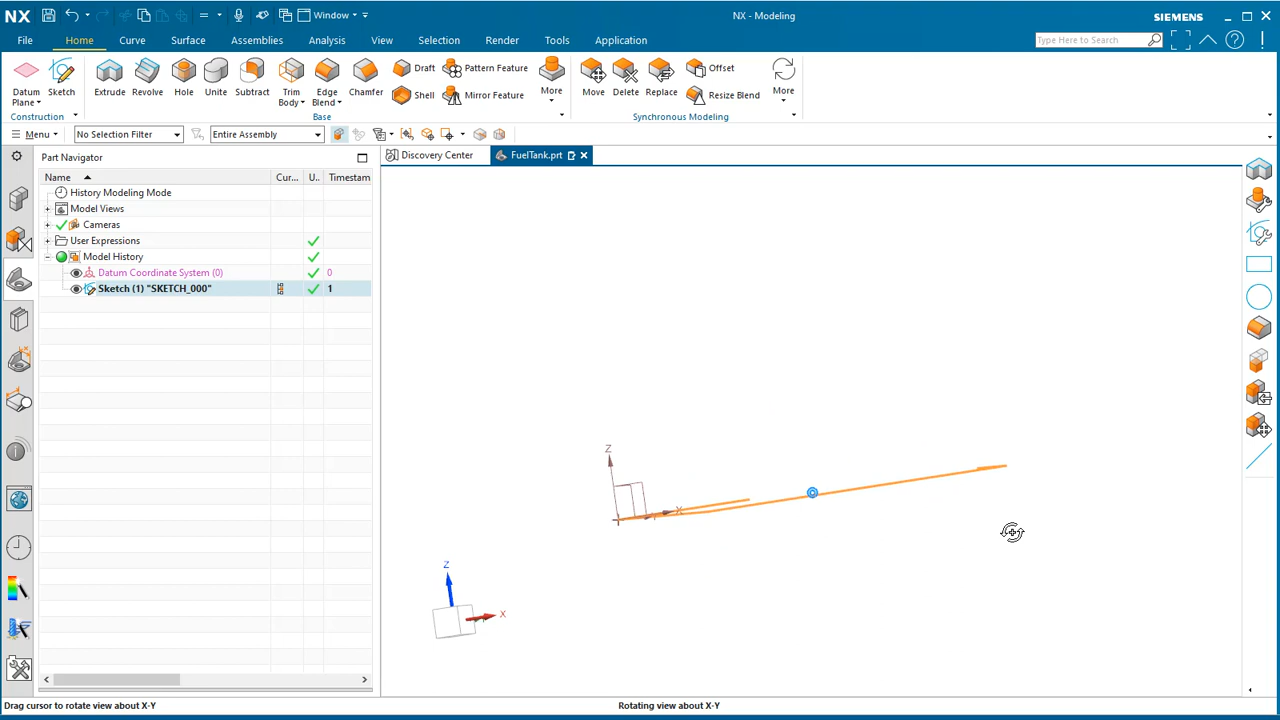 NX
Window
NX - Modeling
SIEMENS
File Home Curve Surface Assemblies Analysis View Selection Render Tools Application
Type Here to Search
Datum Plane
Sketch
Extrude
Revolve
Hole
Unite
Subtract
Trim Body
Edge Blend
Chamfer
Draft
Shell
Pattern Feature
Mirror Feature
More
Move
Delete
Replace
Offset
Resize Blend
More
Construction
Base
Synchronous Modeling
Menu
No Selection Filter
Entire Assembly
Part Navigator
Discovery Center
FuelTank.prt
Name Cur... U.. Timestam
History Modeling Mode
Model Views
Cameras
User Expressions
Model History
Datum Coordinate System (0) 0
Sketch (1) "SKETCH_000" 1
Z
X
Z
X
Drag cursor to rotate view about X-Y
Rotating view about X-Y